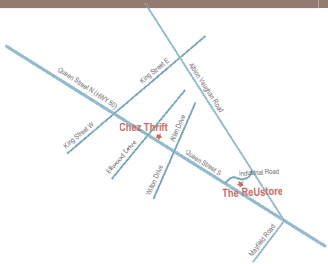 King Street E
Albion Vaughan Road
Queen Street N (HWY 50)
Chez Thrift
Allan Drive
King Street W
Ellwood Drive
Queen Street S
Wilton Drive
Industrial Road
The ReUstore
Mayfield Road